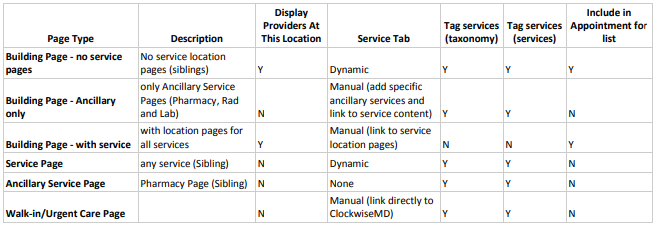 Page Type Description Display Providers At This Location Service Tab Tag services (taxonomy) Tag services (services) Include in Appointment for list
Building Page - no service pages No service location pages (siblings) Y Dynamic Y Y Y
Building Page - Ancillary only only Ancillary Service Pages (Pharmacy, Rad and Lab) N Manual (add specific ancillary services and link to service content) Y Y N
Building Page - with service with location pages for all services Y Manual (link to service location pages) N N Y
Service Page any service (Sibling) N Dynamic Y Y N
Ancillary Service Page Pharmacy Page (Sibling) N None Y Y N
Walk-in/Urgent Care Page N Manual (link directly to ClockwiseMD) Y Y N